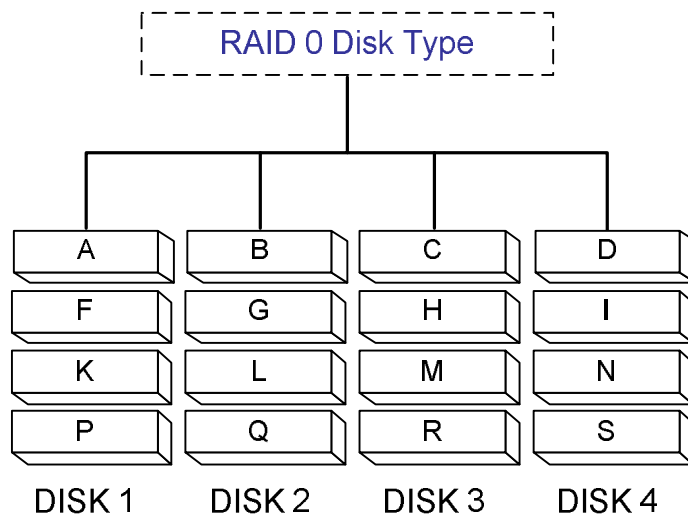 RAID 0 Disk Type
A B C D
F G H I
K L M N
P Q R S
DISK 1 DISK 2 DISK 3 DISK 4